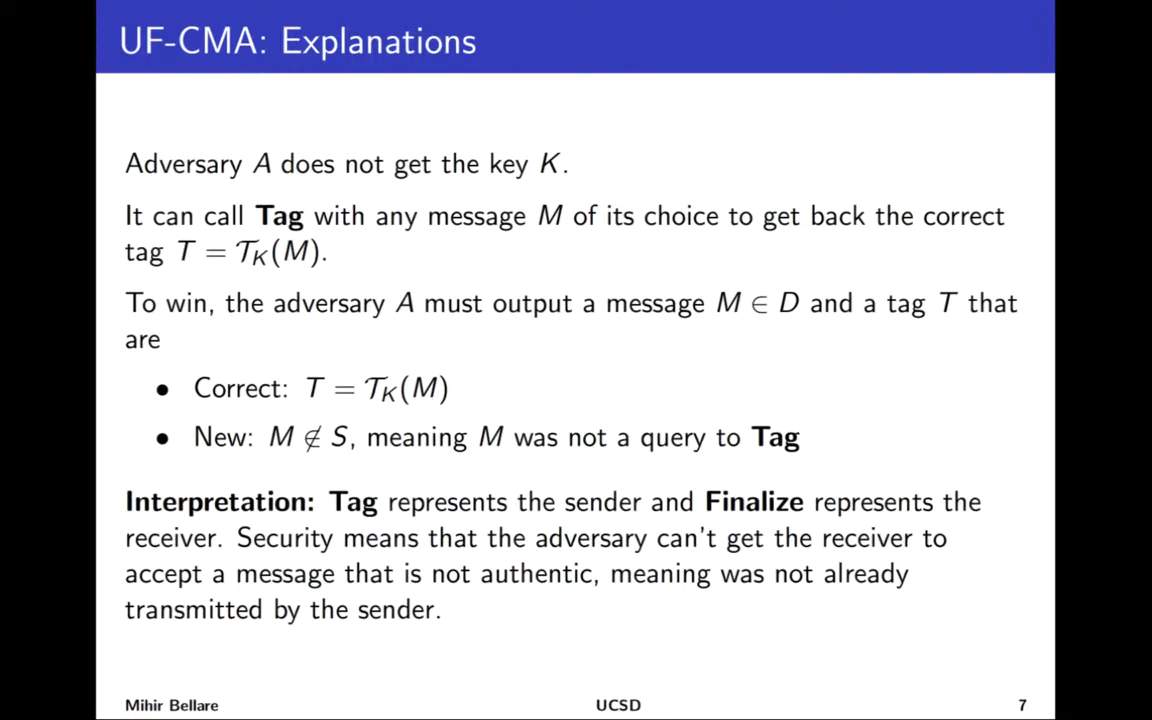 UF-CMA: Explanations
Adversary A does not get the key K.
It can call Tag with any message M of its choice to get back the correct
tag T = 𝒯K(M).
To win, the adversary A must output a message M ∈ D and a tag T that
are
• Correct: T = 𝒯K(M)
• New: M ∉ S, meaning M was not a query to Tag
Interpretation: Tag represents the sender and Finalize represents the
receiver. Security means that the adversary can't get the receiver to
accept a message that is not authentic, meaning was not already
transmitted by the sender.
Mihir Bellare UCSD 7